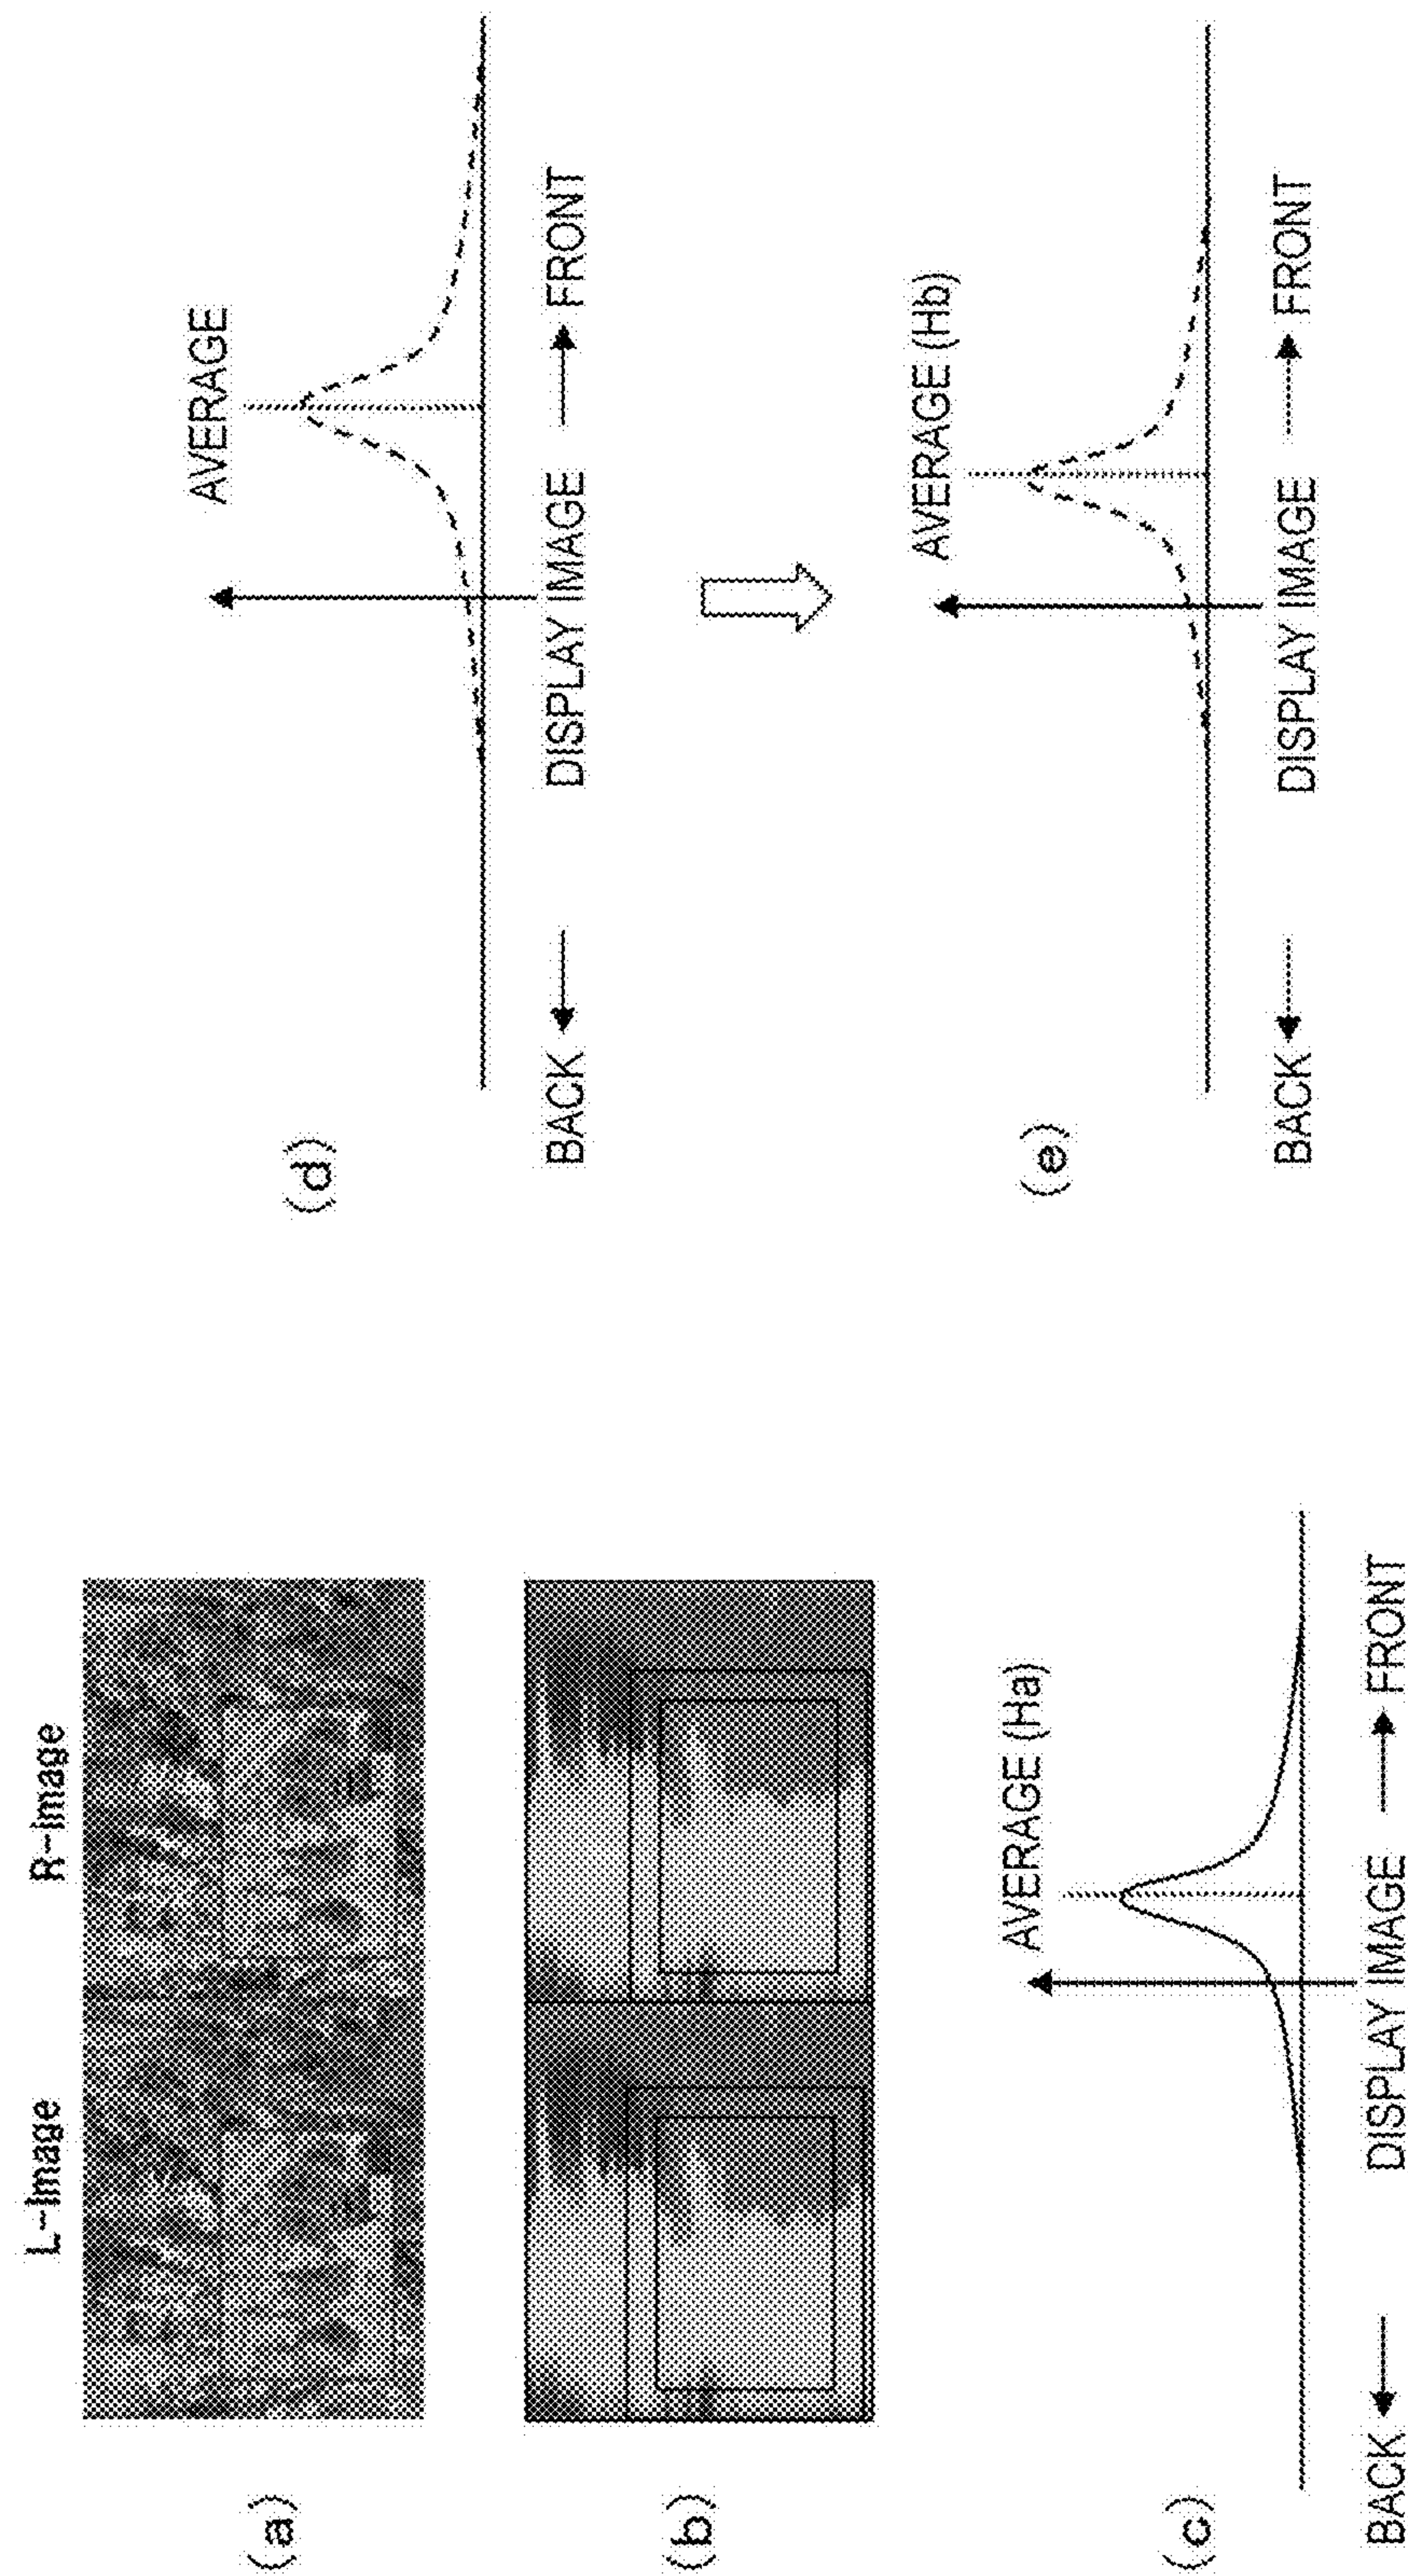 L-Image R-image
(a)
(b)
(c)
AVERAGE (Ha)
BACK DISPLAY IMAGE FRONT
(d)
AVERAGE
BACK DISPLAY IMAGE FRONT
(e)
AVERAGE (Hb)
BACK DISPLAY IMAGE FRONT